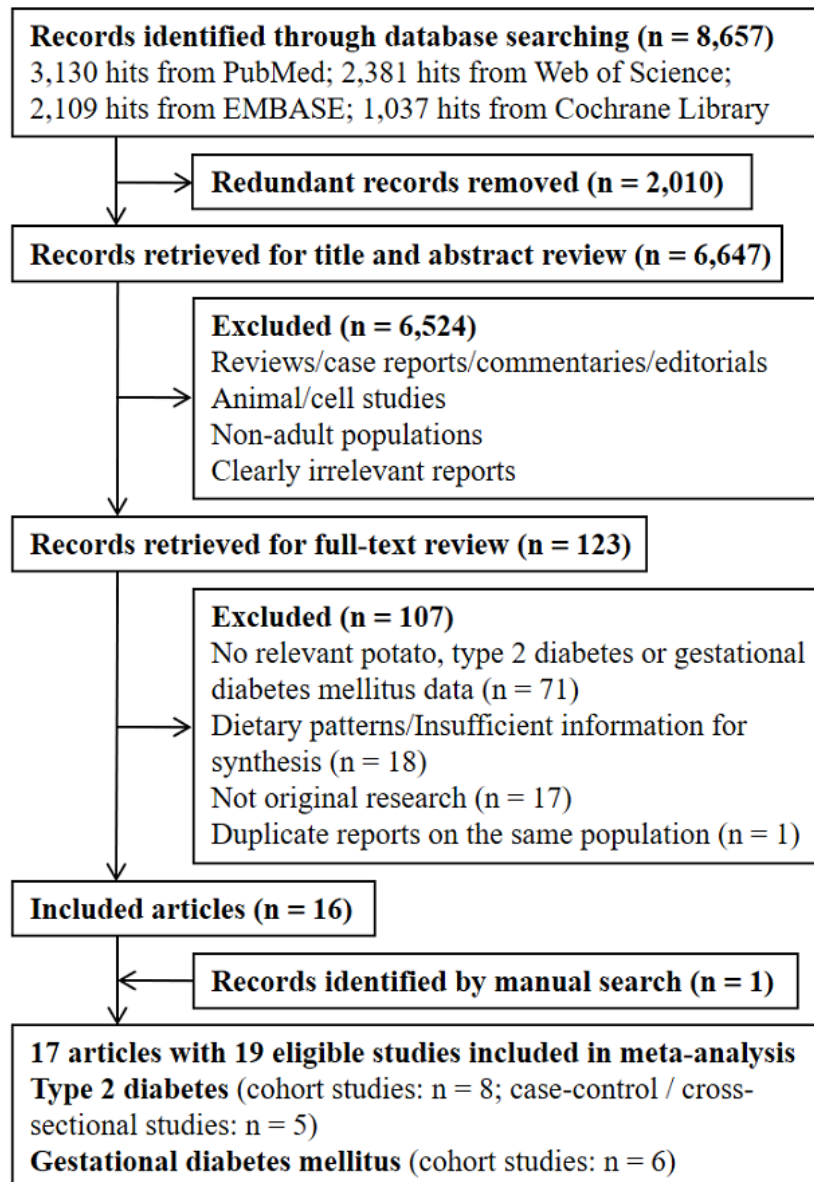 Records identified through database searching (n = 8,657)
3,130 hits from PubMed; 2,381 hits from Web of Science;
2,109 hits from EMBASE; 1,037 hits from Cochrane Library
Redundant records removed (n = 2,010)
Records retrieved for title and abstract review (n = 6,647)
Excluded (n = 6,524)
Reviews/case reports/commentaries/editorials
Animal/cell studies
Non-adult populations
Clearly irrelevant reports
Records retrieved for full-text review (n = 123)
Excluded (n = 107)
No relevant potato, type 2 diabetes or gestational
diabetes mellitus data (n = 71)
Dietary patterns/Insufficient information for
synthesis (n = 18)
Not original research (n = 17)
Duplicate reports on the same population (n = 1)
Included articles (n = 16)
Records identified by manual search (n = 1)
17 articles with 19 eligible studies included in meta-analysis
Type 2 diabetes (cohort studies: n = 8; case-control / cross-
sectional studies: n = 5)
Gestational diabetes mellitus (cohort studies: n = 6)